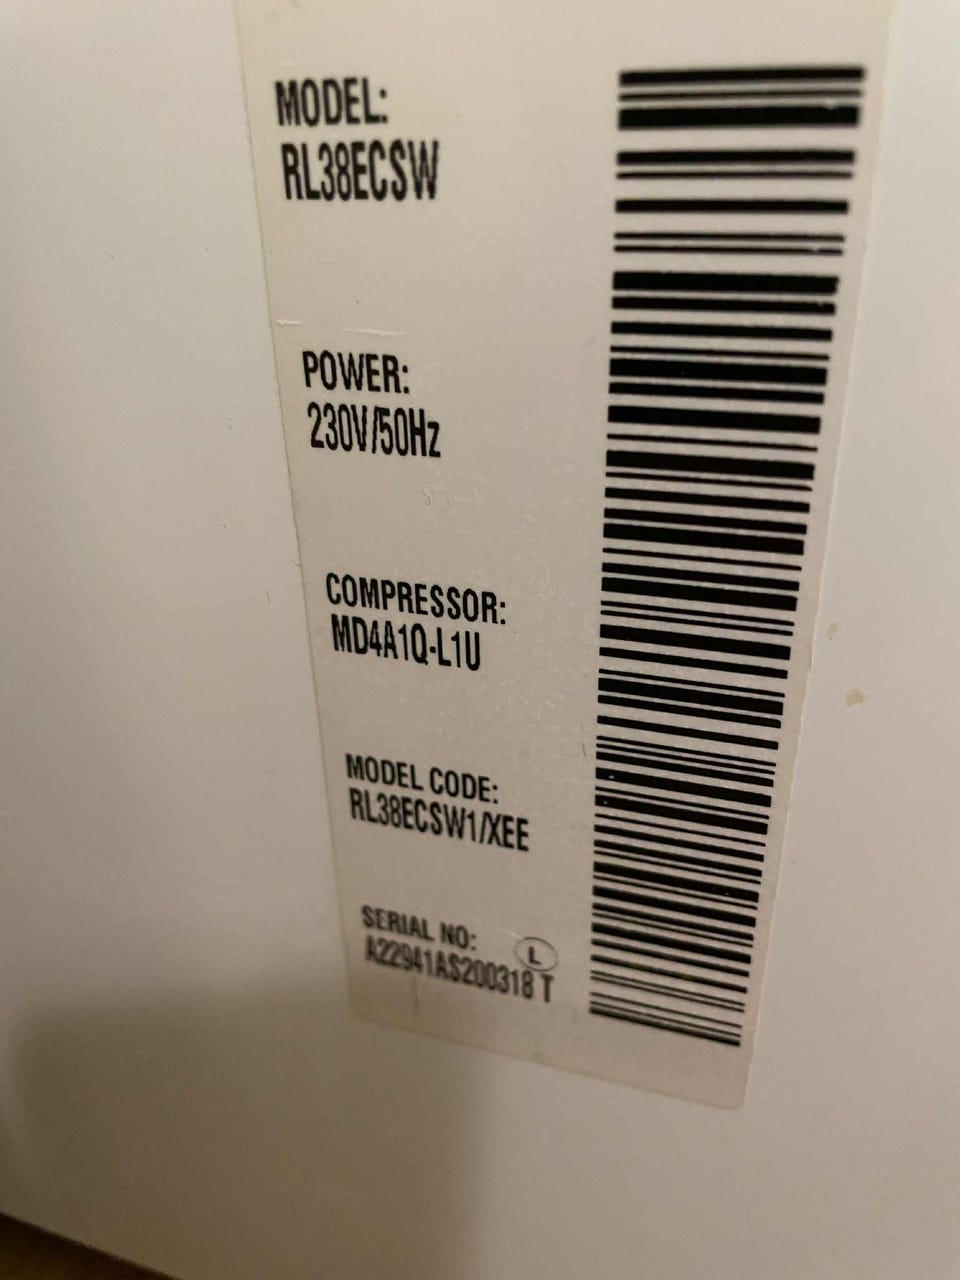 MODEL:
RL38ECSW
POWER:
230V/50Hz
COMPRESSOR:
MD4A1Q-L1U
MODEL CODE:
RL38ECSW1/XEE
SERIAL NO:
L
A22941AS200318 T